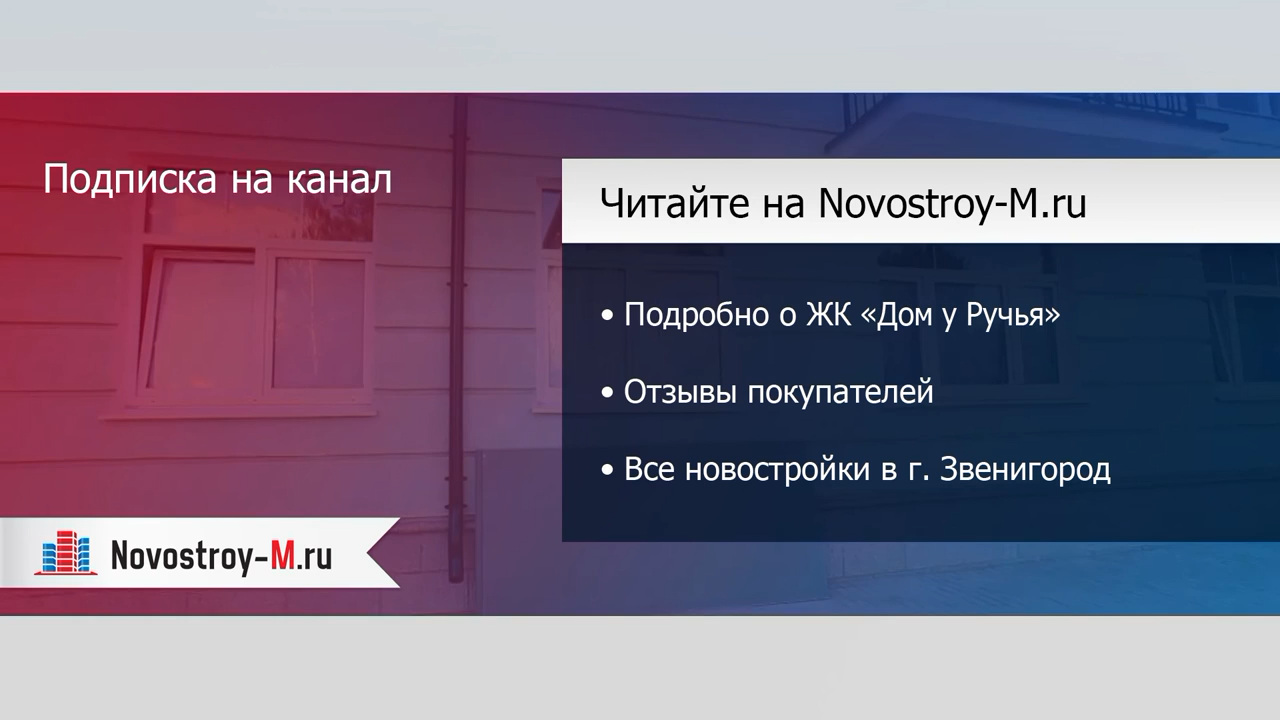 Подписка на канал
Читайте на Novostroy-M.ru
• Подробно о ЖК «Дом у Ручья»
• Отзывы покупателей
• Все новостройки в г. Звенигород
Novostroy-M.ru